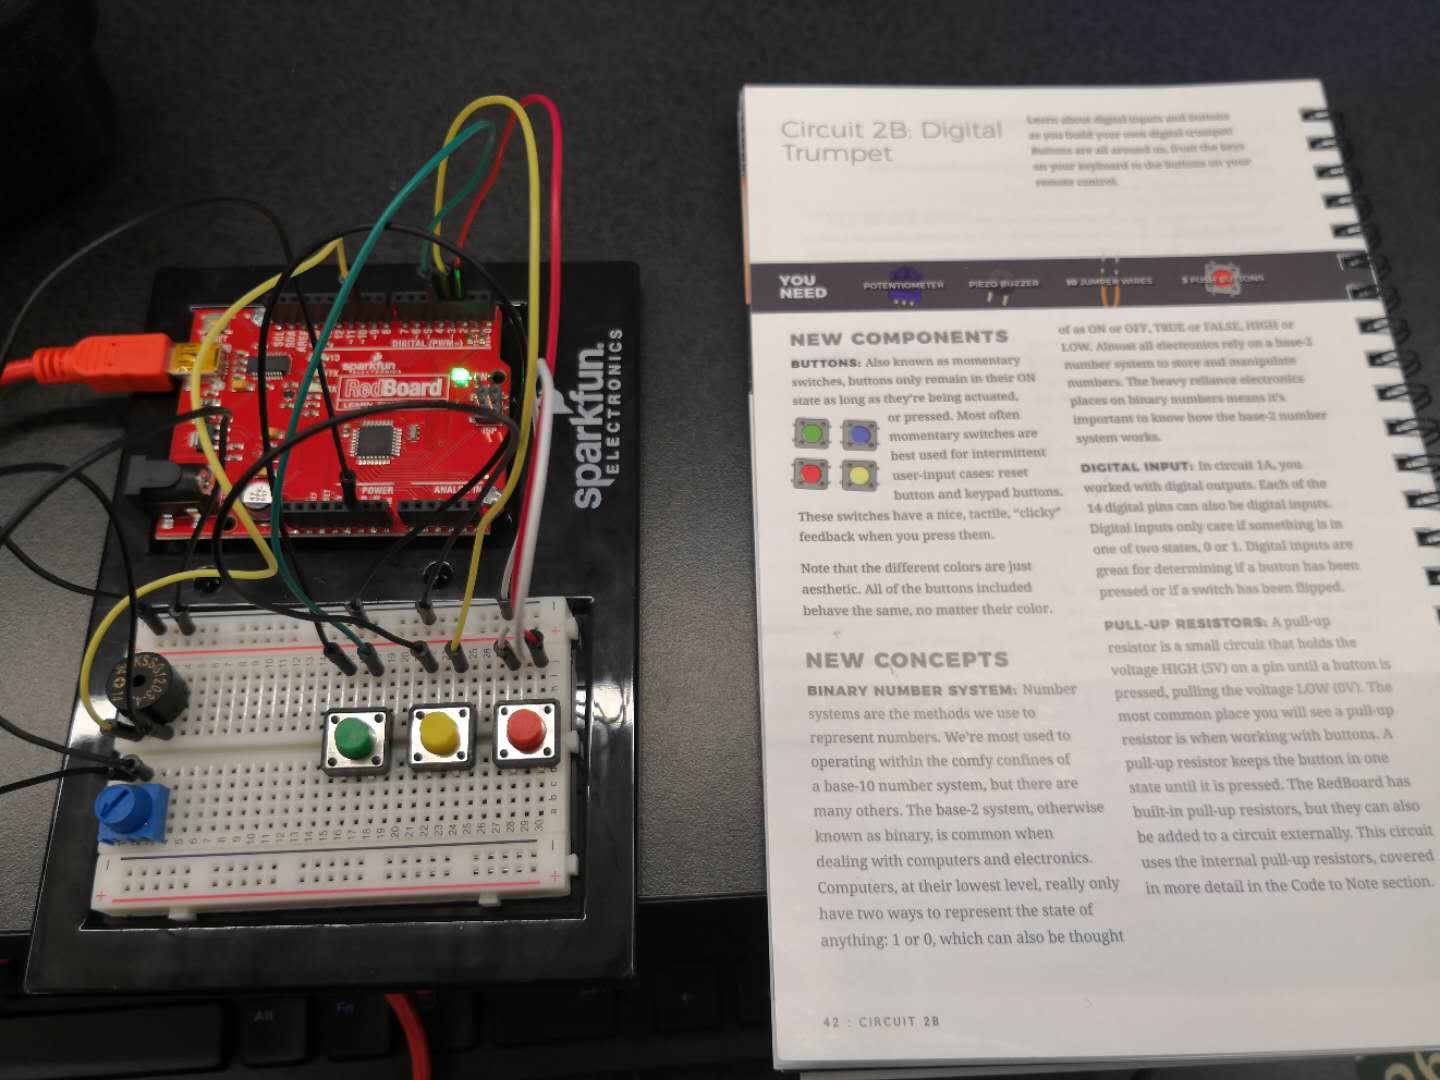 sparkfun
ELECTRONICS
DIGITAL (PWM~)
sparkfun
RedBoard
POWER
ISP
Alt
Fn
Circuit 2B: Digital
Trumpet
Learn about digital inputs and buttons
as you build your own digital trumpet!
Buttons are all around us, from the keys
on your keyboard to the buttons on your
remote control.
YOU
NEED
POTENTIOMETER
PIEZO BUZZER
10 JUMPER WIRES
PUSH BUTTONS
NEW COMPONENTS
BUTTONS: Also known as momentary
switches, buttons only remain in their ON
state as long as they're being actuated,
or pressed. Most often
momentary switches are
best used for intermittent
user-input cases: reset
button and keypad buttons.
These switches have a nice, tactile, "clicky"
feedback when you press them.
Note that the different colors are just
aesthetic. All of the buttons included
behave the same, no matter their color.
NEW CONCEPTS
BINARY NUMBER SYSTEM: Number
systems are the methods we use to
represent numbers. We're most used to
operating within the comfy confines of
a base-10 number system, but there are
many others. The base-2 system, otherwise
known as binary, is common when
dealing with computers and electronics.
Computers, at their lowest level, really only
have two ways to represent the state of
anything: 1 or 0, which can also be thought
of as ON or OFF, TRUE or FALSE, HIGH or
LOW. Almost all electronics rely on a base-2
number system to store and manipulate
numbers. The heavy reliance electronics
places on binary numbers means it's
important to know how the base-2 number
system works.
DIGITAL INPUT: In circuit 1A, you
worked with digital outputs. Each of the
14 digital pins can also be digital inputs.
Digital inputs only care if something is in
one of two states, 0 or 1. Digital inputs are
great for determining if a button has been
pressed or if a switch has been flipped.
PULL-UP RESISTORS: A pull-up
resistor is a small circuit that holds the
voltage HIGH (5V) on a pin until a button is
pressed, pulling the voltage LOW (0V). The
most common place you will see a pull-up
resistor is when working with buttons. A
pull-up resistor keeps the button in one
state until it is pressed. The RedBoard has
built-in pull-up resistors, but they can also
be added to a circuit externally. This circuit
uses the internal pull-up resistors, covered
in more detail in the Code to Note section.
42 : CIRCUIT 2B